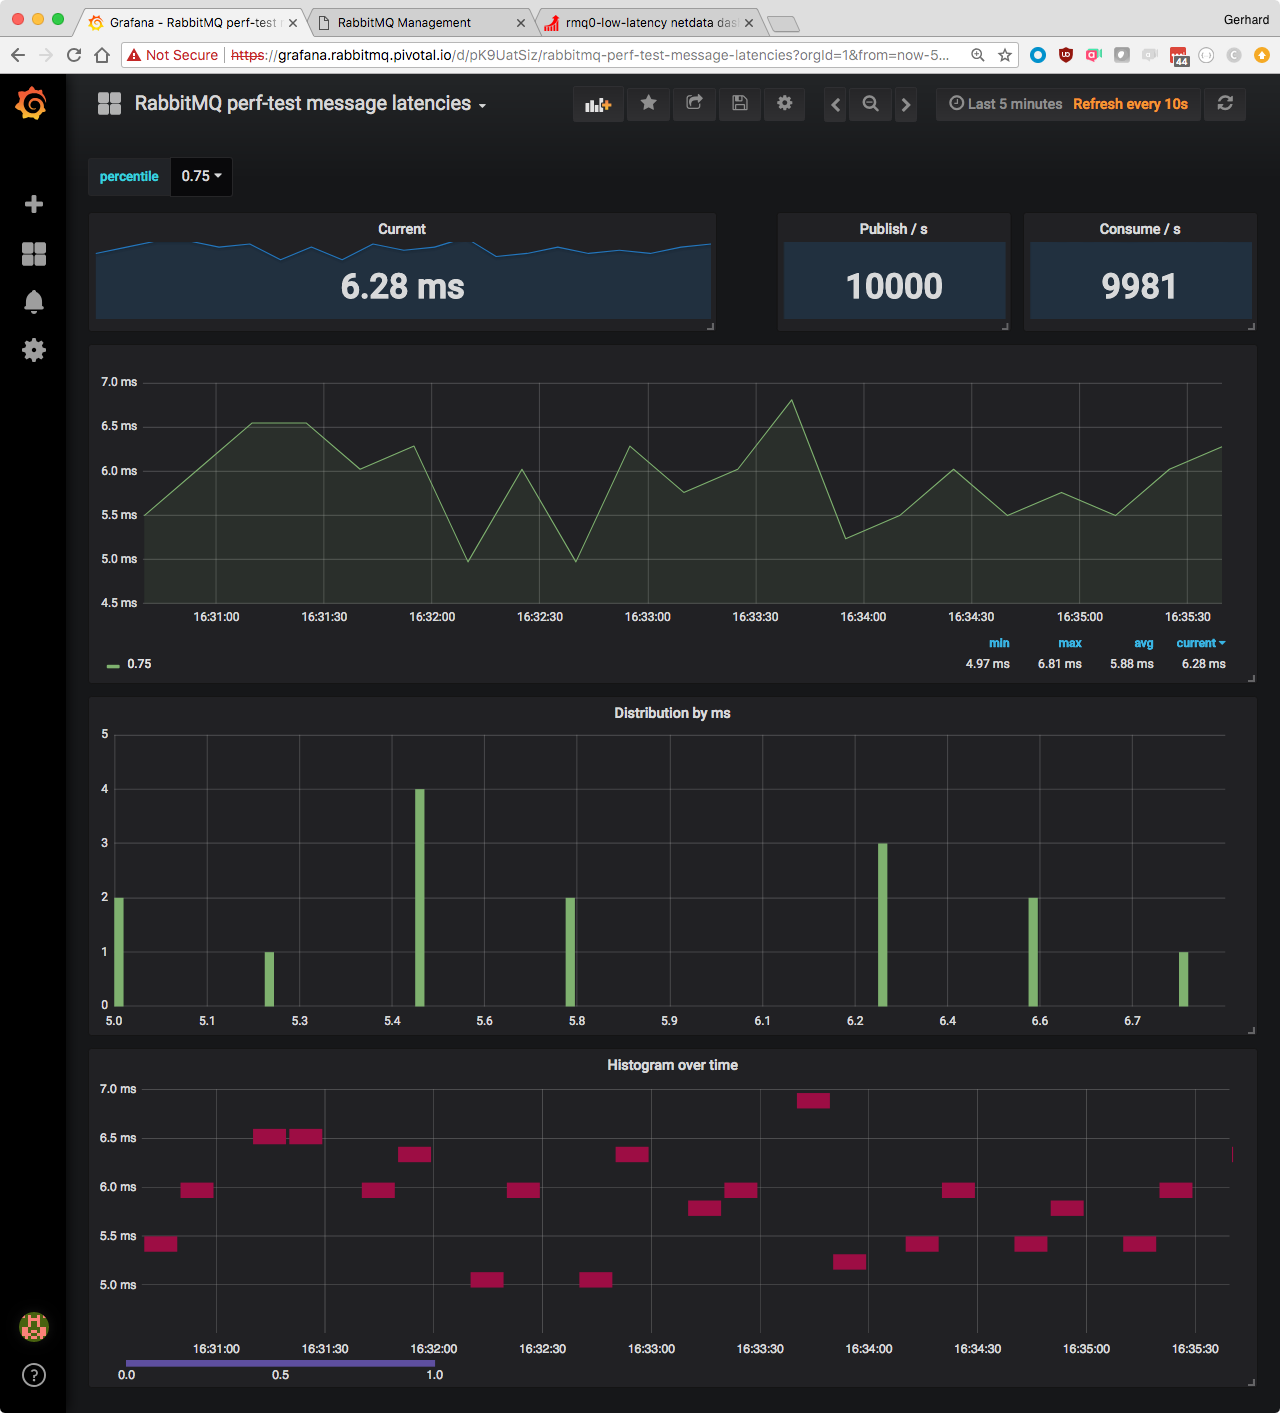 Grafana - RabbitMQ perf-test m
RabbitMQ Management
rmq0-low-latency netdata das
Gerhard
Not Secure
https://grafana.rabbitmq.pivotal.io/d/pK9UatSiz/rabbitmq-perf-test-message-latencies?orgId=1&from=now-5...
44
RabbitMQ perf-test message latencies
Last 5 minutes Refresh every 10s
percentile 0.75
Current
6.28 ms
Publish / s
10000
Consume / s
9981
7.0 ms
6.5 ms
6.0 ms
5.5 ms
5.0 ms
4.5 ms
16:31:00 16:31:30 16:32:00 16:32:30 16:33:00 16:33:30 16:34:00 16:34:30 16:35:00 16:35:30
min max avg current
0.75 4.97 ms 6.81 ms 5.88 ms 6.28 ms
Distribution by ms
5
4
3
2
1
0
5.0 5.1 5.3 5.4 5.6 5.8 5.9 6.1 6.2 6.4 6.6 6.7
Histogram over time
7.0 ms
6.5 ms
6.0 ms
5.5 ms
5.0 ms
16:31:00 16:31:30 16:32:00 16:32:30 16:33:00 16:33:30 16:34:00 16:34:30 16:35:00 16:35:30
0.0 0.5 1.0